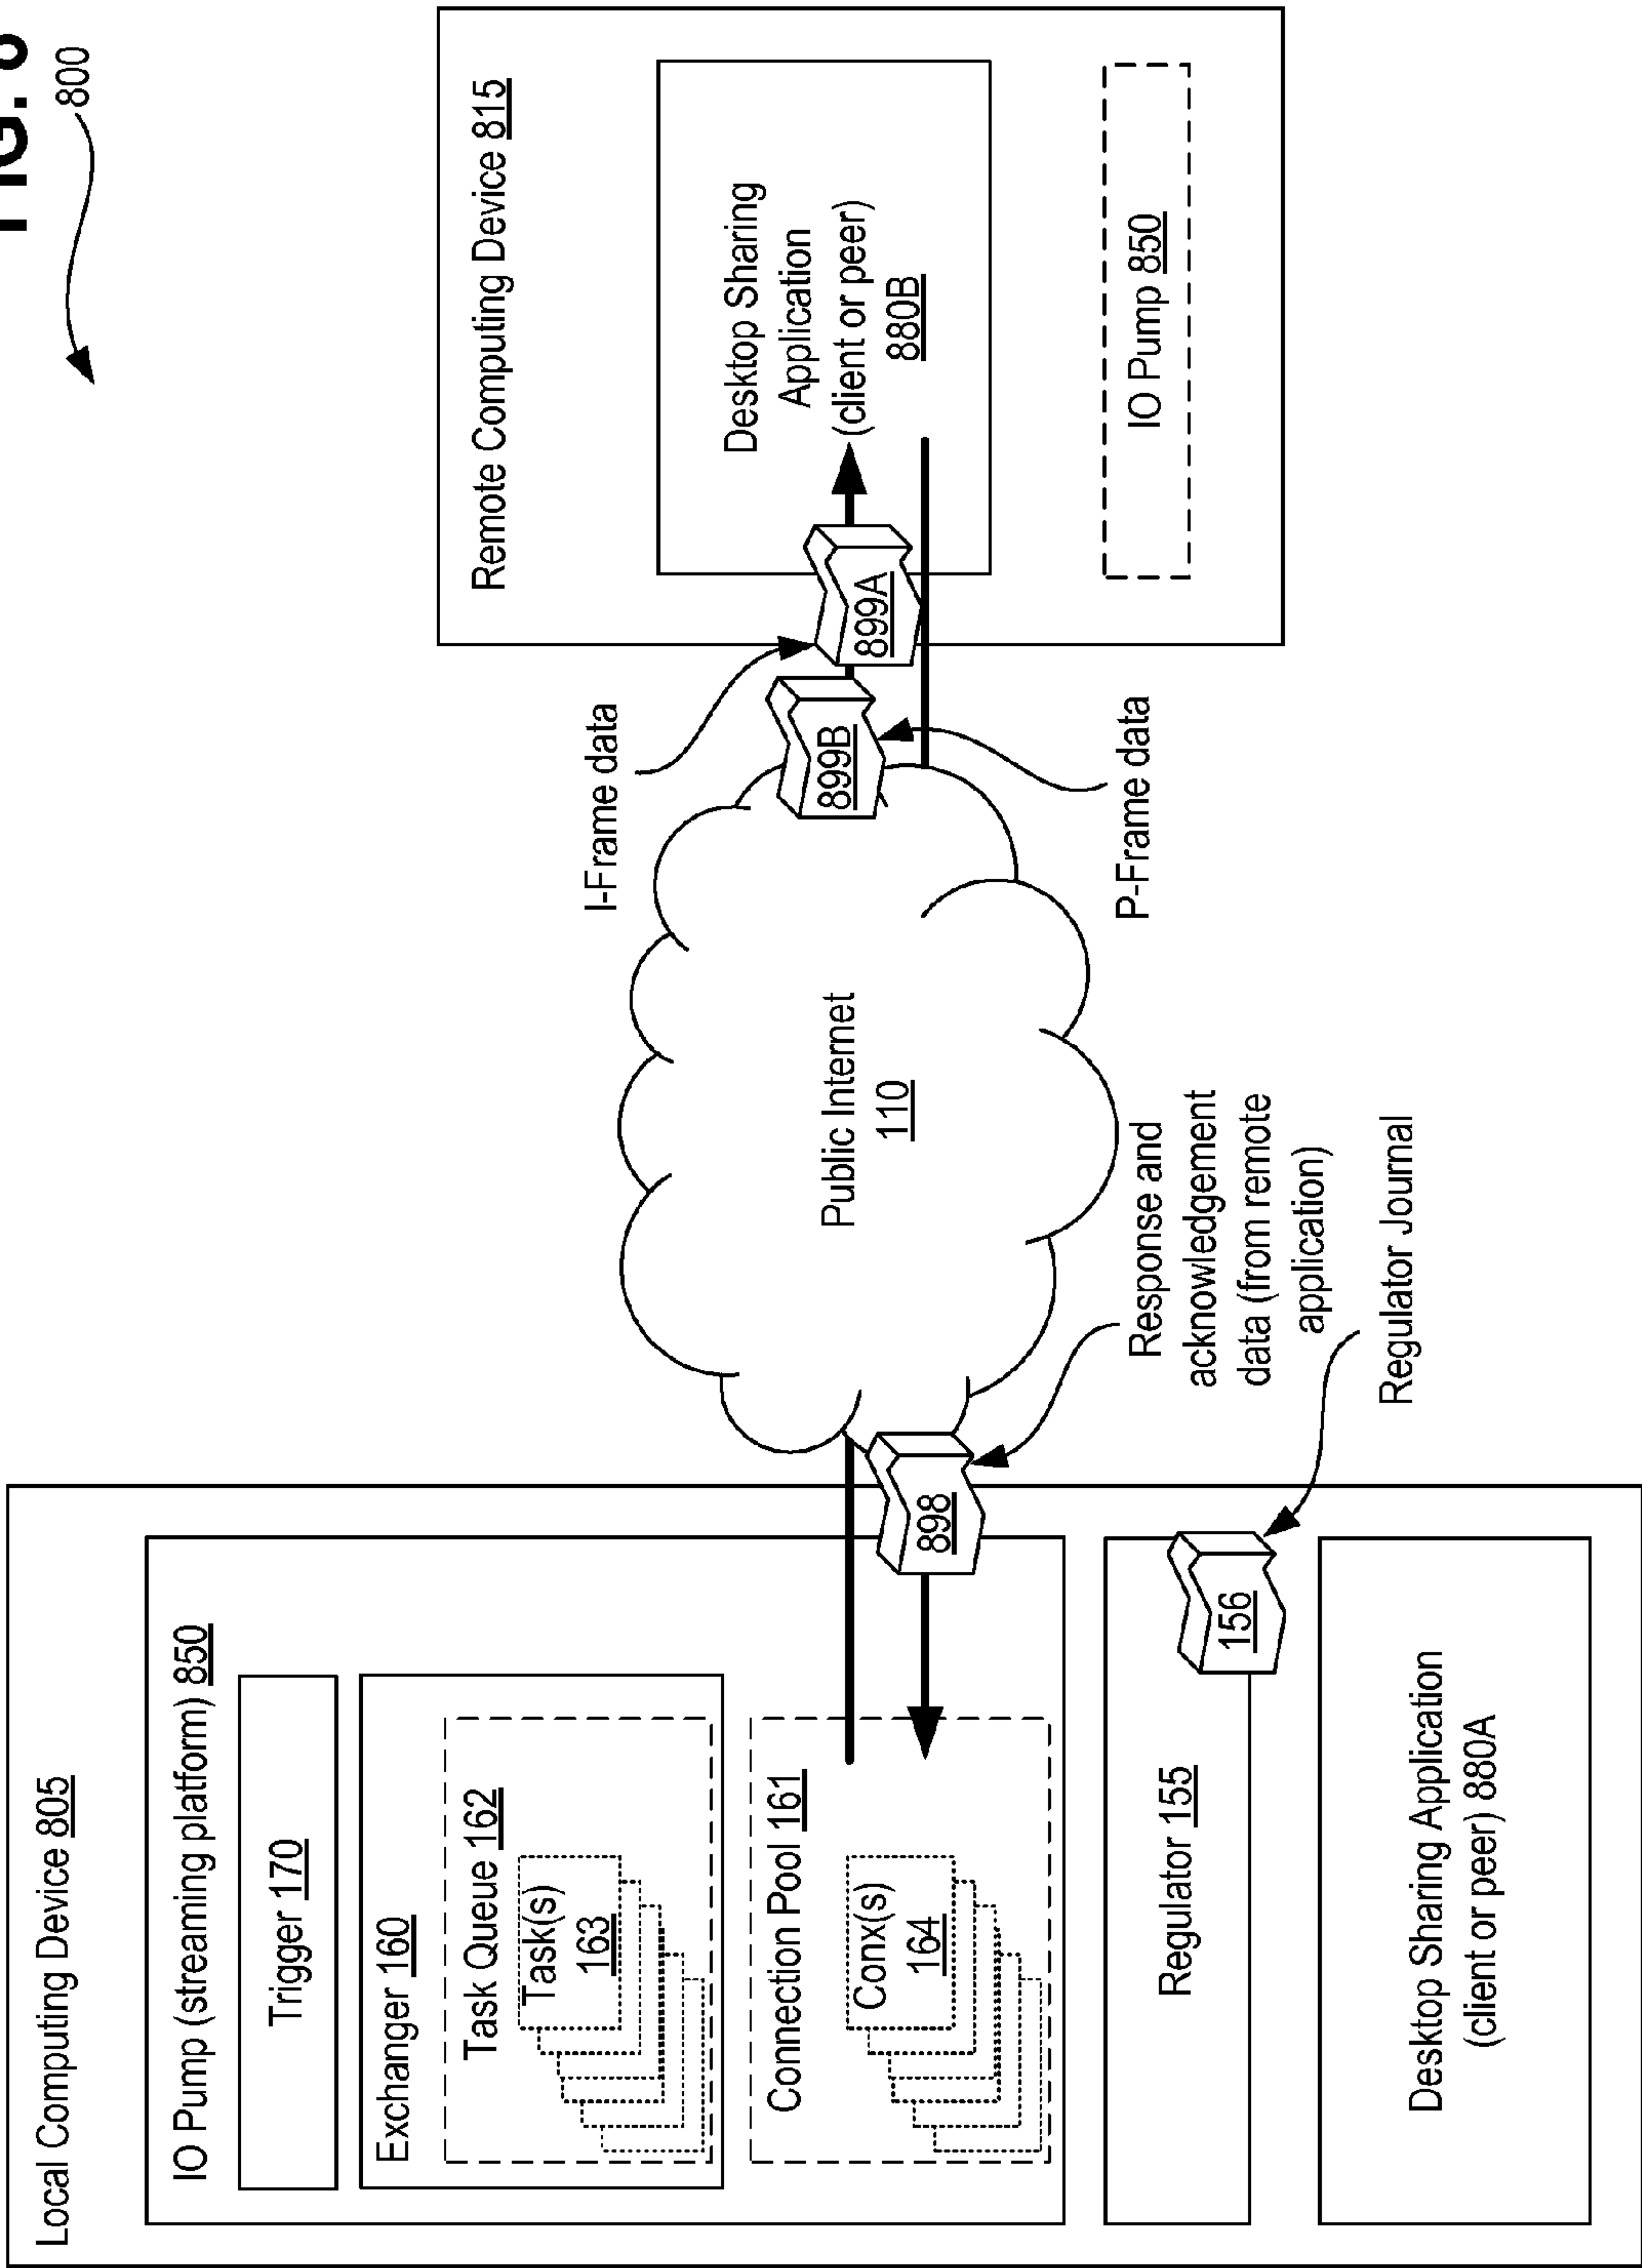 FIG. 8
800
Local Computing Device 805
IO Pump (streaming platform) 850
Trigger 170
Exchanger 160
Task Queue 162
Task(s)
163
Connection Pool 161
Conx(s)
164
Regulator 155
156
Desktop Sharing Application
(client or peer) 880A
898
Response and
acknowledgement
data (from remote
application)
Regulator Journal
Public Internet
110
I-Frame data
899B
899A
P-Frame data
Remote Computing Device 815
Desktop Sharing
Application
(client or peer)
880B
IO Pump 850